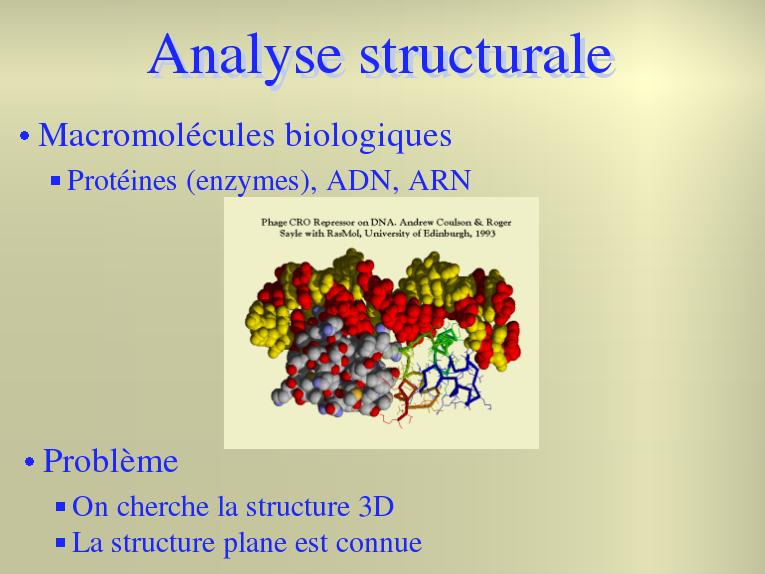 Analyse structurale
• Macromolécules biologiques
▪ Protéines (enzymes), ADN, ARN
Phage CRO Repressor on DNA. Andrew Coulson & Roger
Sayle with RasMol, University of Edinburgh, 1993
• Problème
▪ On cherche la structure 3D
▪ La structure plane est connue